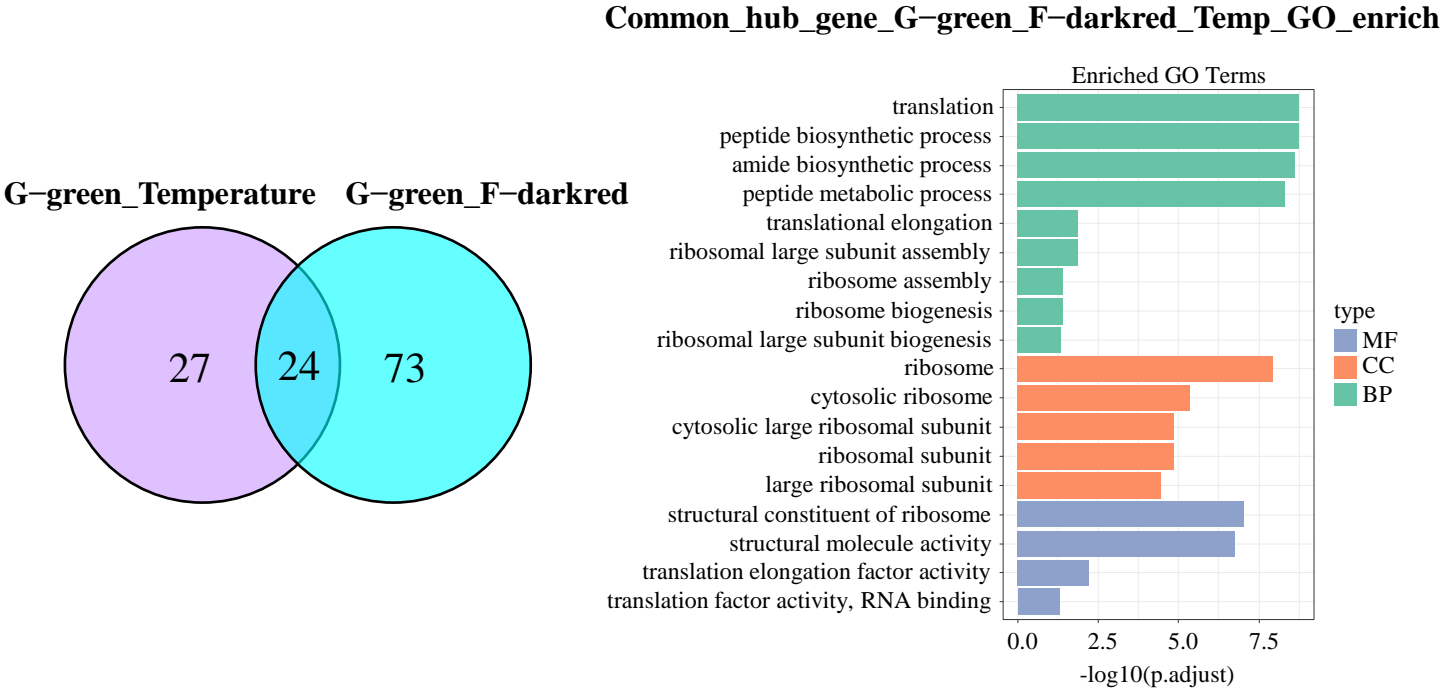 Common_hub_gene_G−green_F−darkred_Temp_GO_enrich
G−green_Temperature
G−green_F−darkred
27
24
73
Enriched GO Terms
translation
peptide biosynthetic process
amide biosynthetic process
peptide metabolic process
translational elongation
ribosomal large subunit assembly
ribosome assembly
ribosome biogenesis
ribosomal large subunit biogenesis
ribosome
cytosolic ribosome
cytosolic large ribosomal subunit
ribosomal subunit
large ribosomal subunit
structural constituent of ribosome
structural molecule activity
translation elongation factor activity
translation factor activity, RNA binding
0.0 2.5 5.0 7.5
-log10(p.adjust)
type
MF
CC
BP